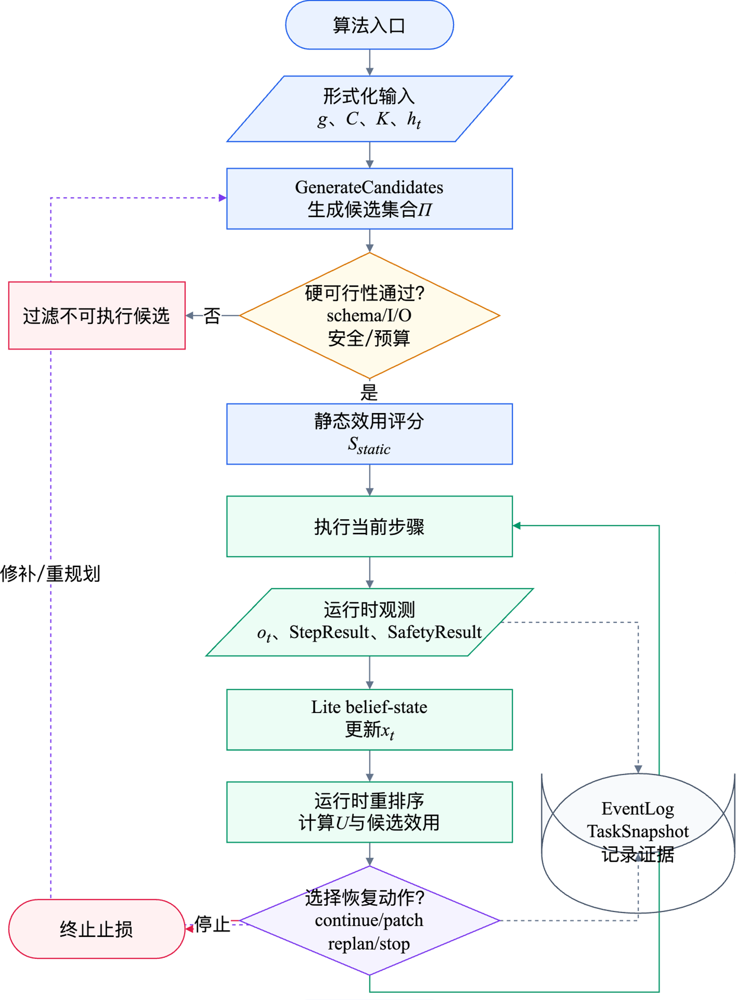 算法入口
形式化输入
g、C、K、h_t
GenerateCandidates
生成候选集合Π
硬可行性通过?
schema/I/O
安全/预算
否
过滤不可执行候选
是
静态效用评分
S_static
执行当前步骤
修补/重规划
运行时观测
o_t、StepResult、SafetyResult
Lite belief-state
更新x_t
运行时重排序
计算U与候选效用
EventLog
TaskSnapshot
记录证据
选择恢复动作?
continue/patch
replan/stop
停止
终止止损